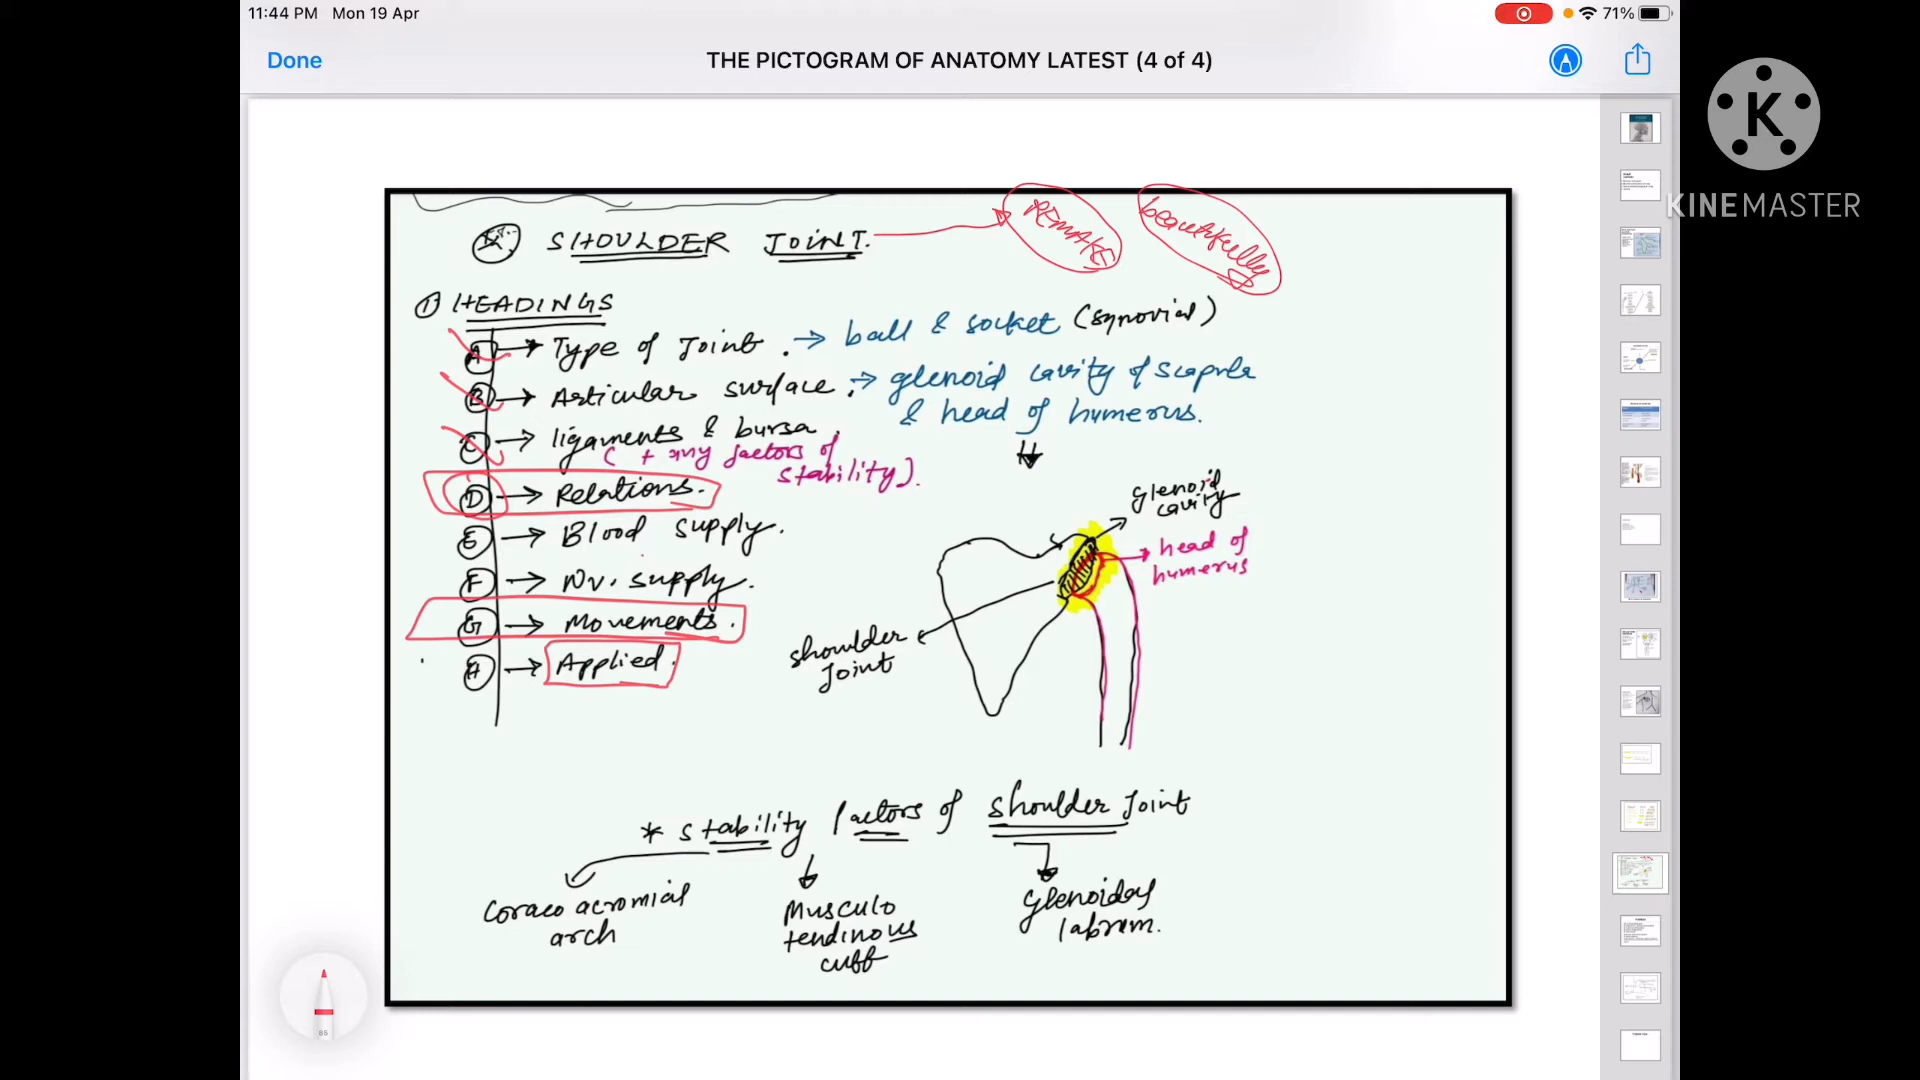 11:44 PM Mon 19 Apr
71%
Done
THE PICTOGRAM OF ANATOMY LATEST (4 of 4)
K
KINEMASTER
SHOULDER JOINT.
REMAKE
beautifully
① HEADINGS
A → Type of Joint. → ball & socket (synovial)
B → Articular surface. → glenoid cavity of scapula
& head of humerus.
C → ligaments & bursa.
( + any factors of
stability).
D → Relations.
E → Blood supply.
F → Nv. supply.
G → Movements.
H → Applied.
glenoid
cavity
head of
humerus
shoulder
Joint
* stability factors of shoulder Joint
Coraco acromial
arch
Musculo
tendinous
cuff
Glenoidal
labrum.
85